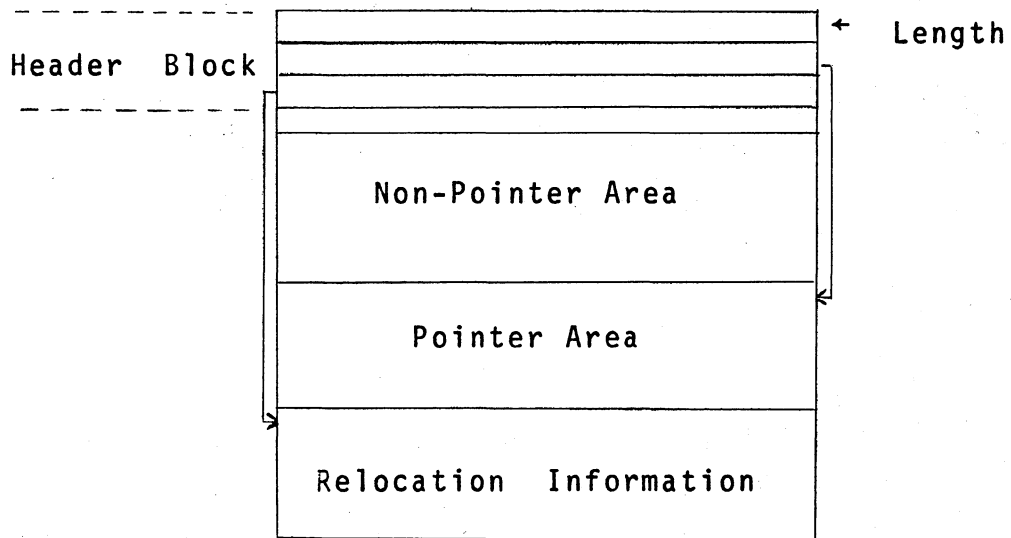 Length
Header Block
Non-Pointer Area
Pointer Area
Relocation Information